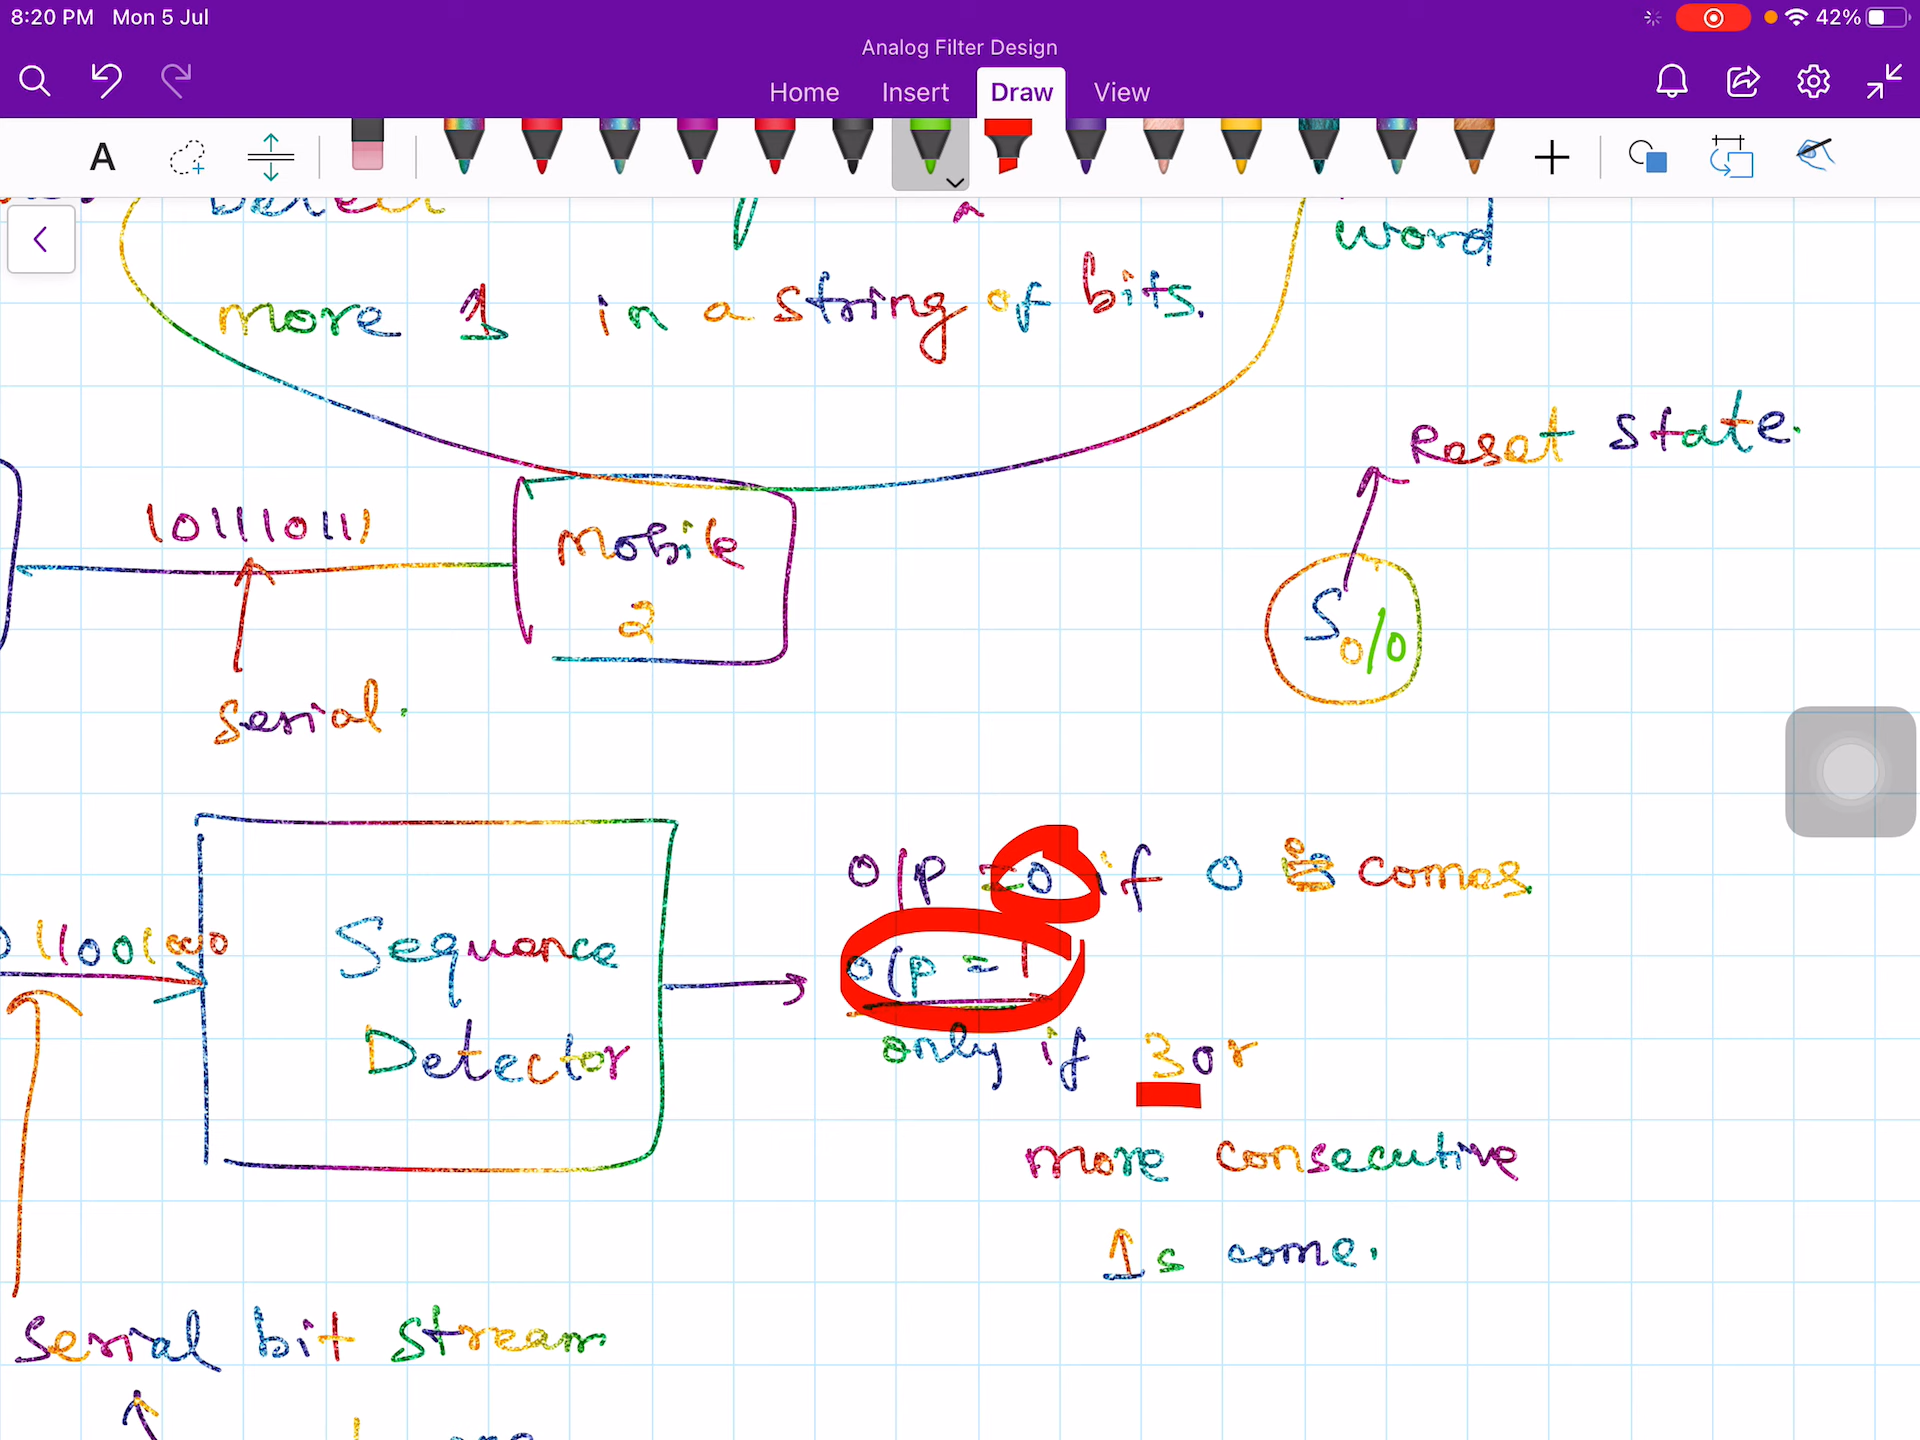 8:20 PM Mon 5 Jul
42%
Analog Filter Design
Home Insert Draw View
A
word
more 1 in a string of bits.
Reset state.
1011110111
Mobile
2
S0/0
serial.
o/p = 0 if 0 comes
Sequence
Detector
o/p = 1
only if 3 or
more consecutive
1s come.
serial bit stream